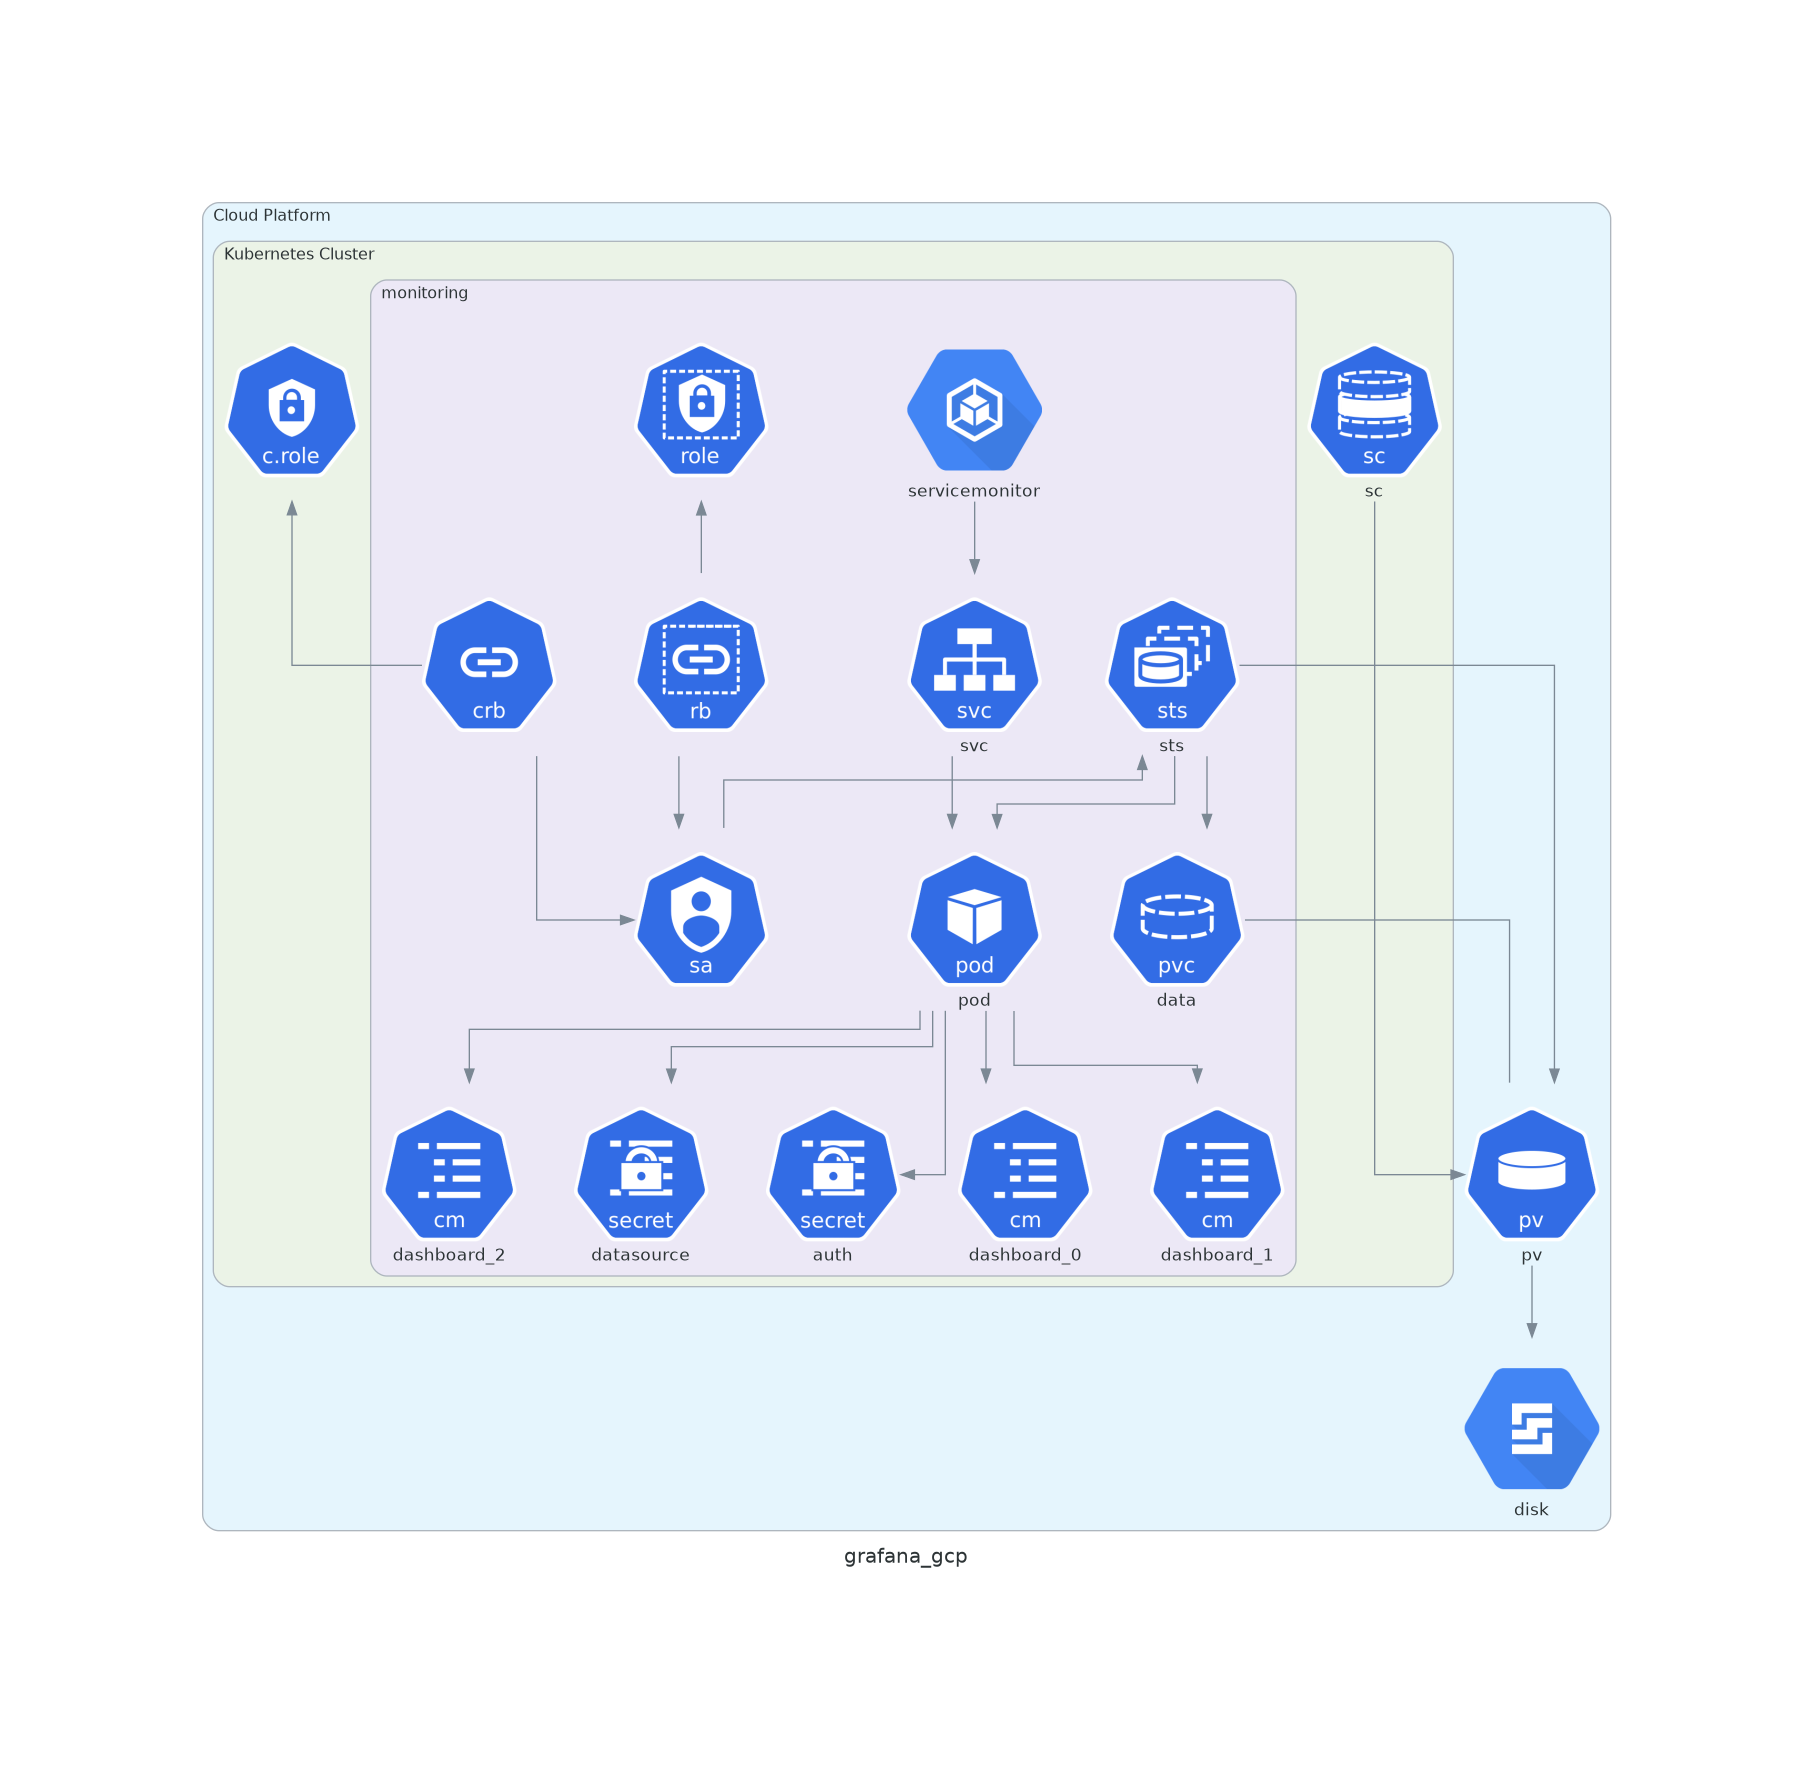 Cloud Platform
Kubernetes Cluster
monitoring
c.role
role
servicemonitor
sc
sc
crb
rb
svc
svc
sts
sts
sa
pod
pod
pvc
data
cm
dashboard_2
secret
datasource
secret
auth
cm
dashboard_0
cm
dashboard_1
pv
pv
disk
grafana_gcp